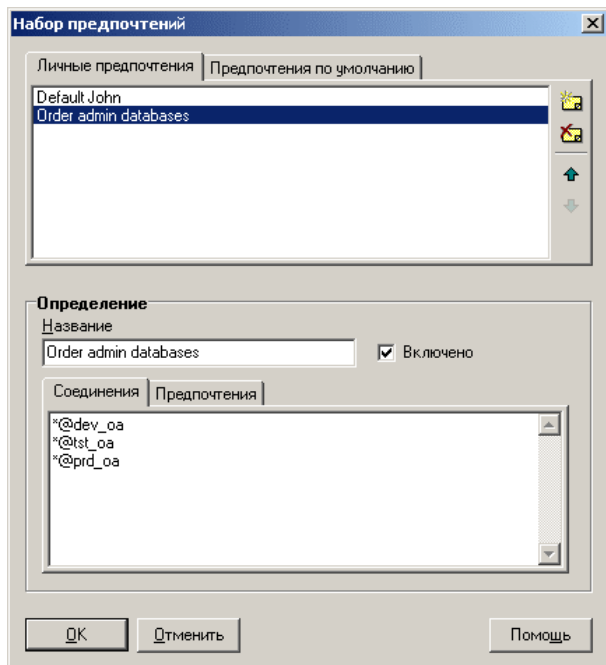 Набор предпочтений
Личные предпочтения Предпочтения по умолчанию
Default John
Order admin databases
Определение
Название
Order admin databases Включено
Соединения Предпочтения
*@dev_oa
*@tst_oa
*@prd_oa
OK Отменить Помощь